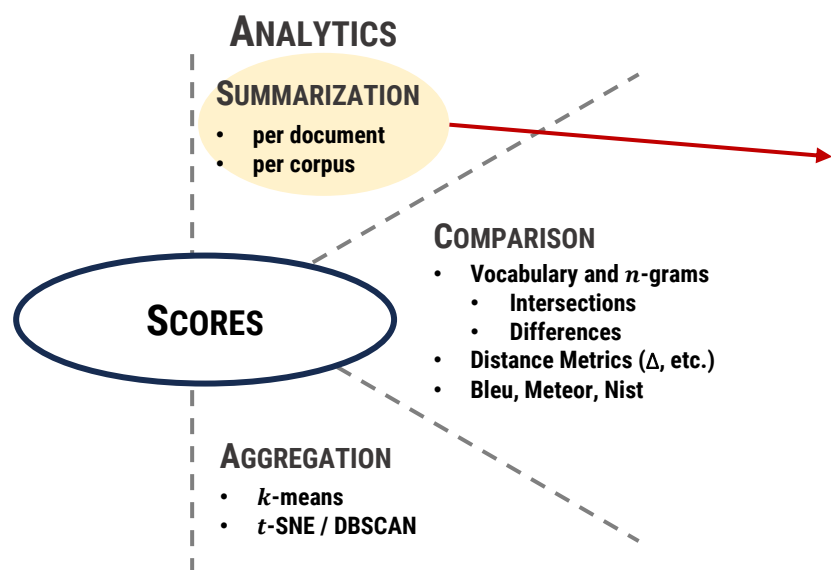 ANALYTICS
SUMMARIZATION
• per document
• per corpus
COMPARISON
• Vocabulary and n-grams
• Intersections
• Differences
• Distance Metrics (Δ, etc.)
• Bleu, Meteor, Nist
SCORES
AGGREGATION
• k-means
• t-SNE / DBSCAN